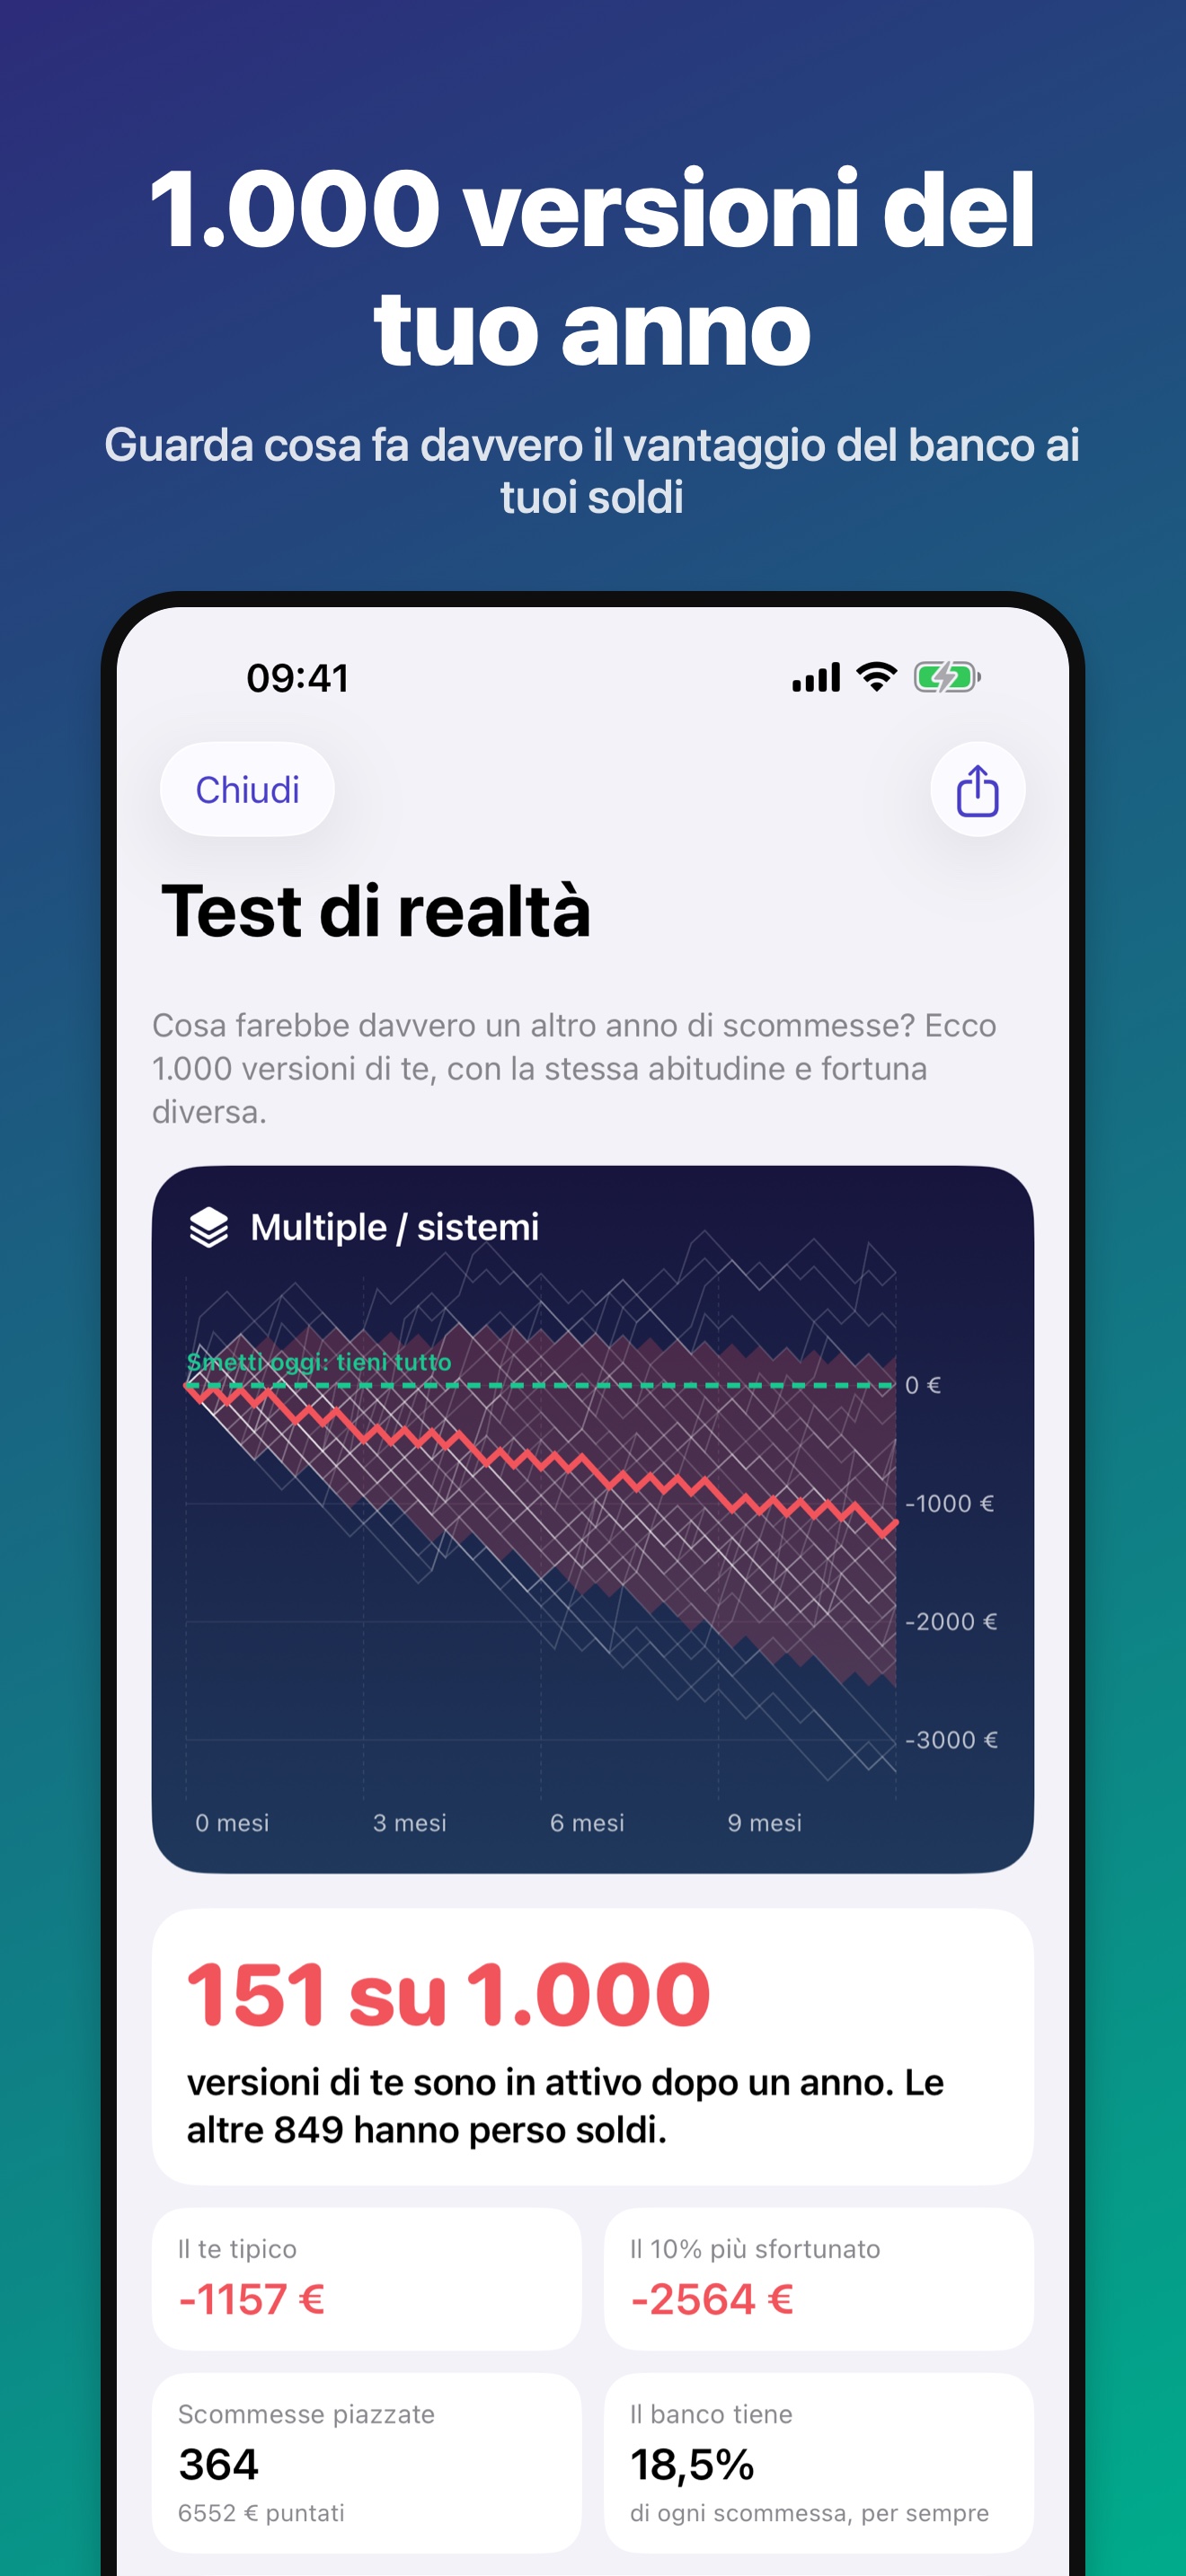 1.000 versioni del
tuo anno
Guarda cosa fa davvero il vantaggio del banco ai
tuoi soldi
09:41
Chiudi
Test di realtà
Cosa farebbe davvero un altro anno di scommesse? Ecco
1.000 versioni di te, con la stessa abitudine e fortuna
diversa.
Multiple / sistemi
Smetti oggi: tieni tutto
0 €
-1000 €
-2000 €
-3000 €
0 mesi
3 mesi
6 mesi
9 mesi
151 su 1.000
versioni di te sono in attivo dopo un anno. Le
altre 849 hanno perso soldi.
Il te tipico
-1157 €
Il 10% più sfortunato
-2564 €
Scommesse piazzate
364
6552 € puntati
Il banco tiene
18,5%
di ogni scommessa, per sempre